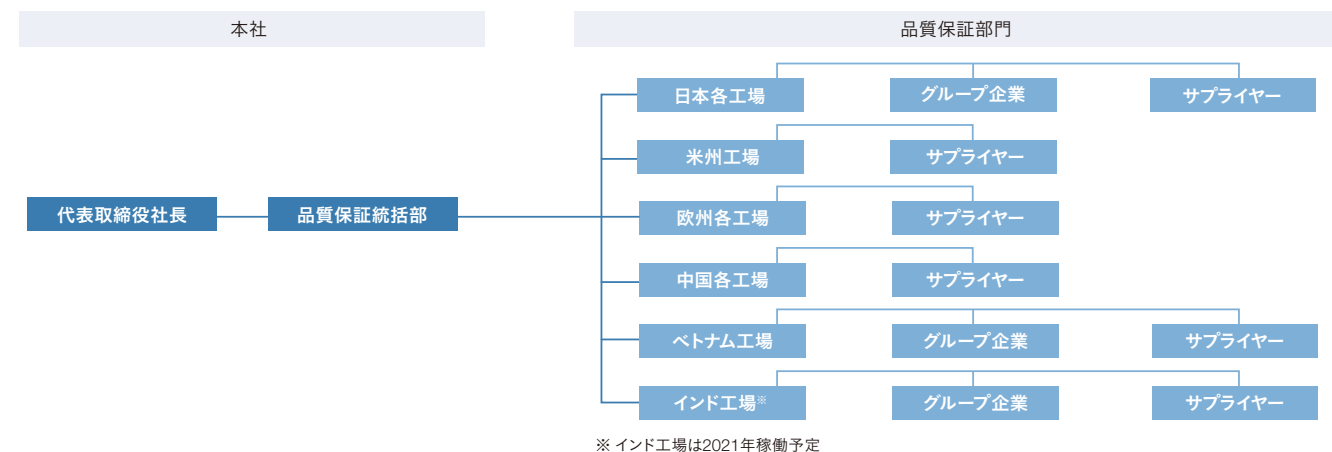 本社
品質保証部門
日本各工場 グループ企業 サプライヤー
米州工場 サプライヤー
代表取締役社長 品質保証統括部 欧州各工場 サプライヤー
中国各工場 サプライヤー
ベトナム工場 グループ企業 サプライヤー
インド工場※ グループ企業 サプライヤー
※ インド工場は2021年稼働予定